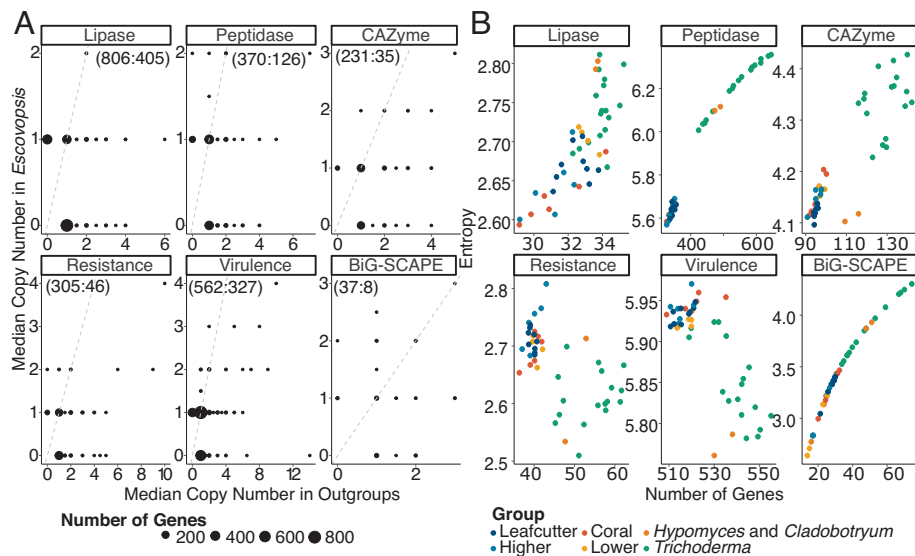 A
B
Lipase
Peptidase
CAZyme
(806:405)
(370:126)
(231:35)
2
1
0
2
1
0
3
2
1
0
0 2 4 6
0 2 4 6
0 2 4
Resistance
Virulence
BiG-SCAPE
(305:46)
(562:327)
(37:8)
4
3
2
1
0
4
3
2
1
0
3
2
1
0
0 5 10
0 5 10
0 1 2 3
Median Copy Number in Escovopsis
Median Copy Number in Outgroups
Number of Genes
200 400 600 800
Lipase
Peptidase
CAZyme
2.80
2.75
2.70
2.65
2.60
6.2
6.0
5.8
5.6
4.4
4.3
4.2
4.1
30 32 34
400 600
90 110 130
Resistance
Virulence
BiG-SCAPE
2.8
2.7
2.6
2.5
5.95
5.90
5.85
5.80
4.0
3.5
3.0
40 50 60
510 530 550
20 40 60
Entropy
Number of Genes
Group
Leafcutter Coral Hypomyces and Cladobotryum
Higher Lower Trichoderma